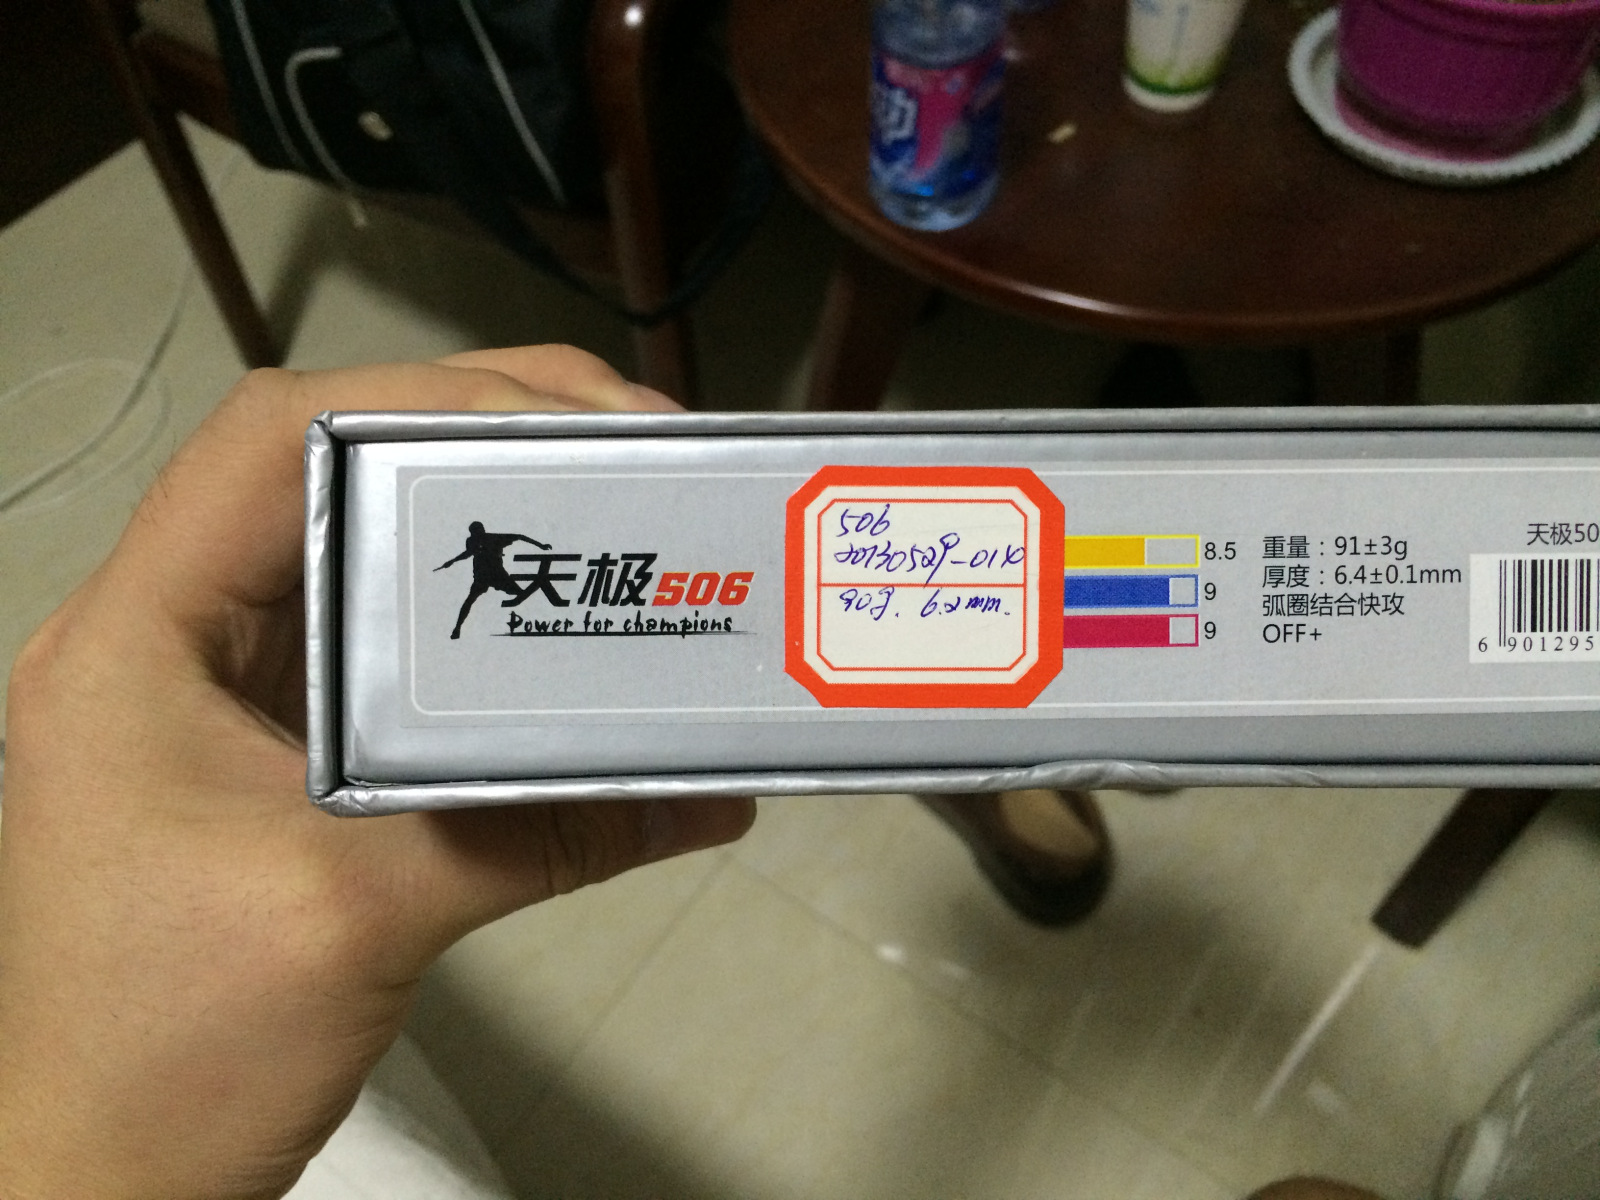 天极506
Power for champions
506
90g. 6.2mm.
8.5
9
9
重量：91±3g
厚度：6.4±0.1mm
弧圈结合快攻
OFF+
天极50
6 901295